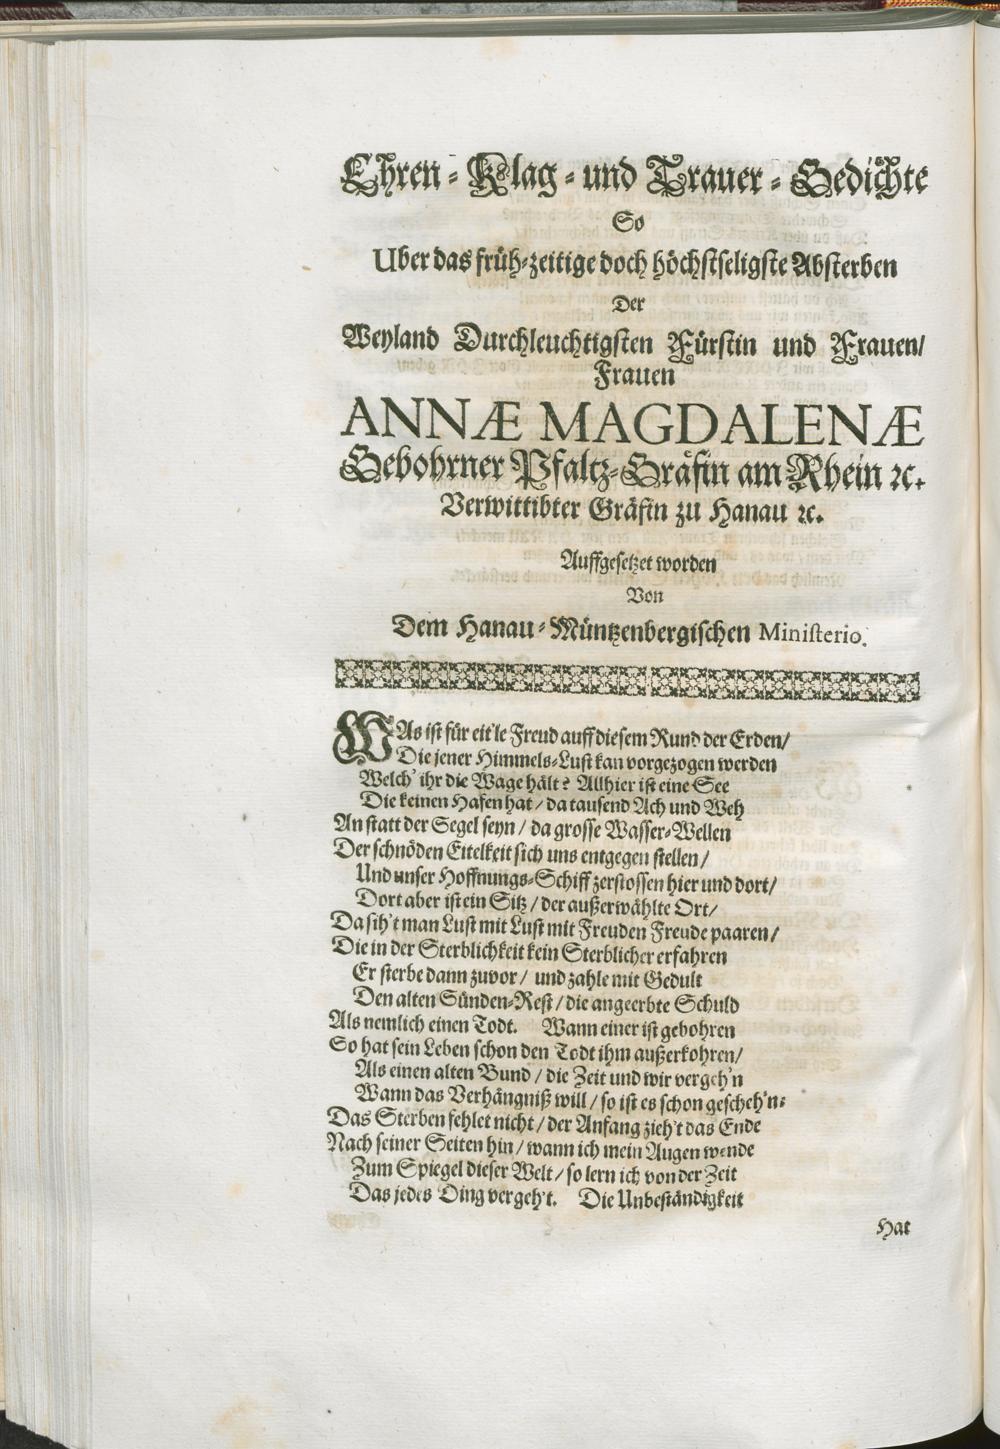 Ehren-Klag-und Trauer-Gedichte
So
Uber das früh-zeitige doch höchstseligste Absterben
Der
Weyland Durchleuchtigsten Fürstin und Frauen/
Frauen
ANNÆ MAGDALENÆ
Gebohrner Pfaltz-Gräfin am Rhein ꝛc.
Verwittibter Gräfin zu Hanau ꝛc.
Auffgesetzet worden
Von
Dem Hanau-Müntzenbergischen Ministerio.
WAs ist für eit'le Freud auff diesem Rund der Erden/
Die jener Himmels-Lust kan vorgezogen werden
Welch' ihr die Wage hält? Allhier ist eine See
Die keinen Hafen hat/ da tausend Ach und Weh
An statt der Segel seyn/ da grosse Wasser-Wellen
Der schnöden Eitelkeit sich uns entgegen stellen/
Und unser Hoffnungs-Schiff zerstossen hier und dort/
Dort aber ist ein Sitz/ der außerwählte Ort/
Da sih't man Lust mit Lust mit Freuden Freude paaren/
Die in der Sterblichkeit kein Sterblicher erfahren
Er sterbe dann zuvor/ und zahle mit Gedult
Den alten Sünden-Rest/ die angeerbte Schuld
Als nemlich einen Todt. Wann einer ist gebohren
So hat sein Leben schon den Todt ihm außerkohren/
Als einen alten Bund/ die Zeit und wir vergeh'n
Wann das Verhängniß will/ so ist es schon gescheh'n:
Das Sterben fehlet nicht/ der Anfang zieh't das Ende
Nach seiner Seiten hin/ wann ich mein Augen wende
Zum Spiegel dieser Welt/ so lern ich von der Zeit
Das jedes Ding vergeh't. Die Unbeständigkeit
Hat